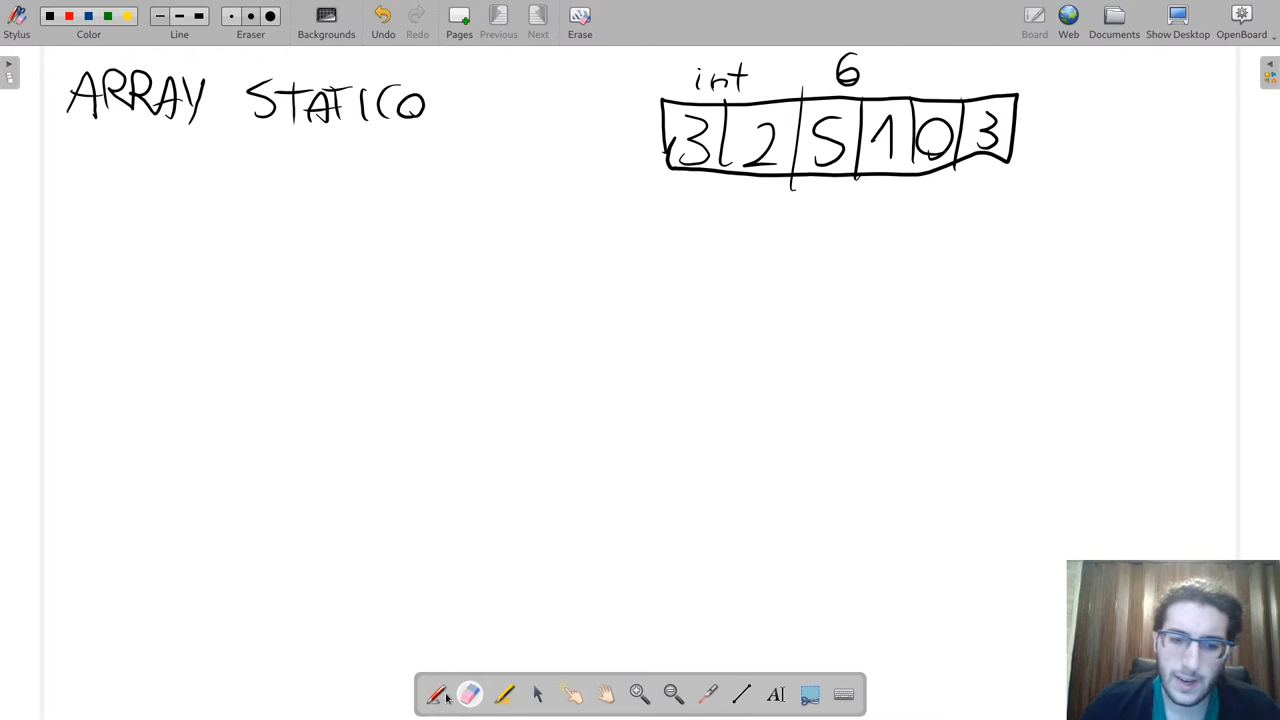 Stylus Color Line Eraser Backgrounds Undo Redo Pages Previous Next Erase Board Web Documents Show Desktop OpenBoard
ARRAY STATICO
int 6
3 2 5 1 0 3
AI